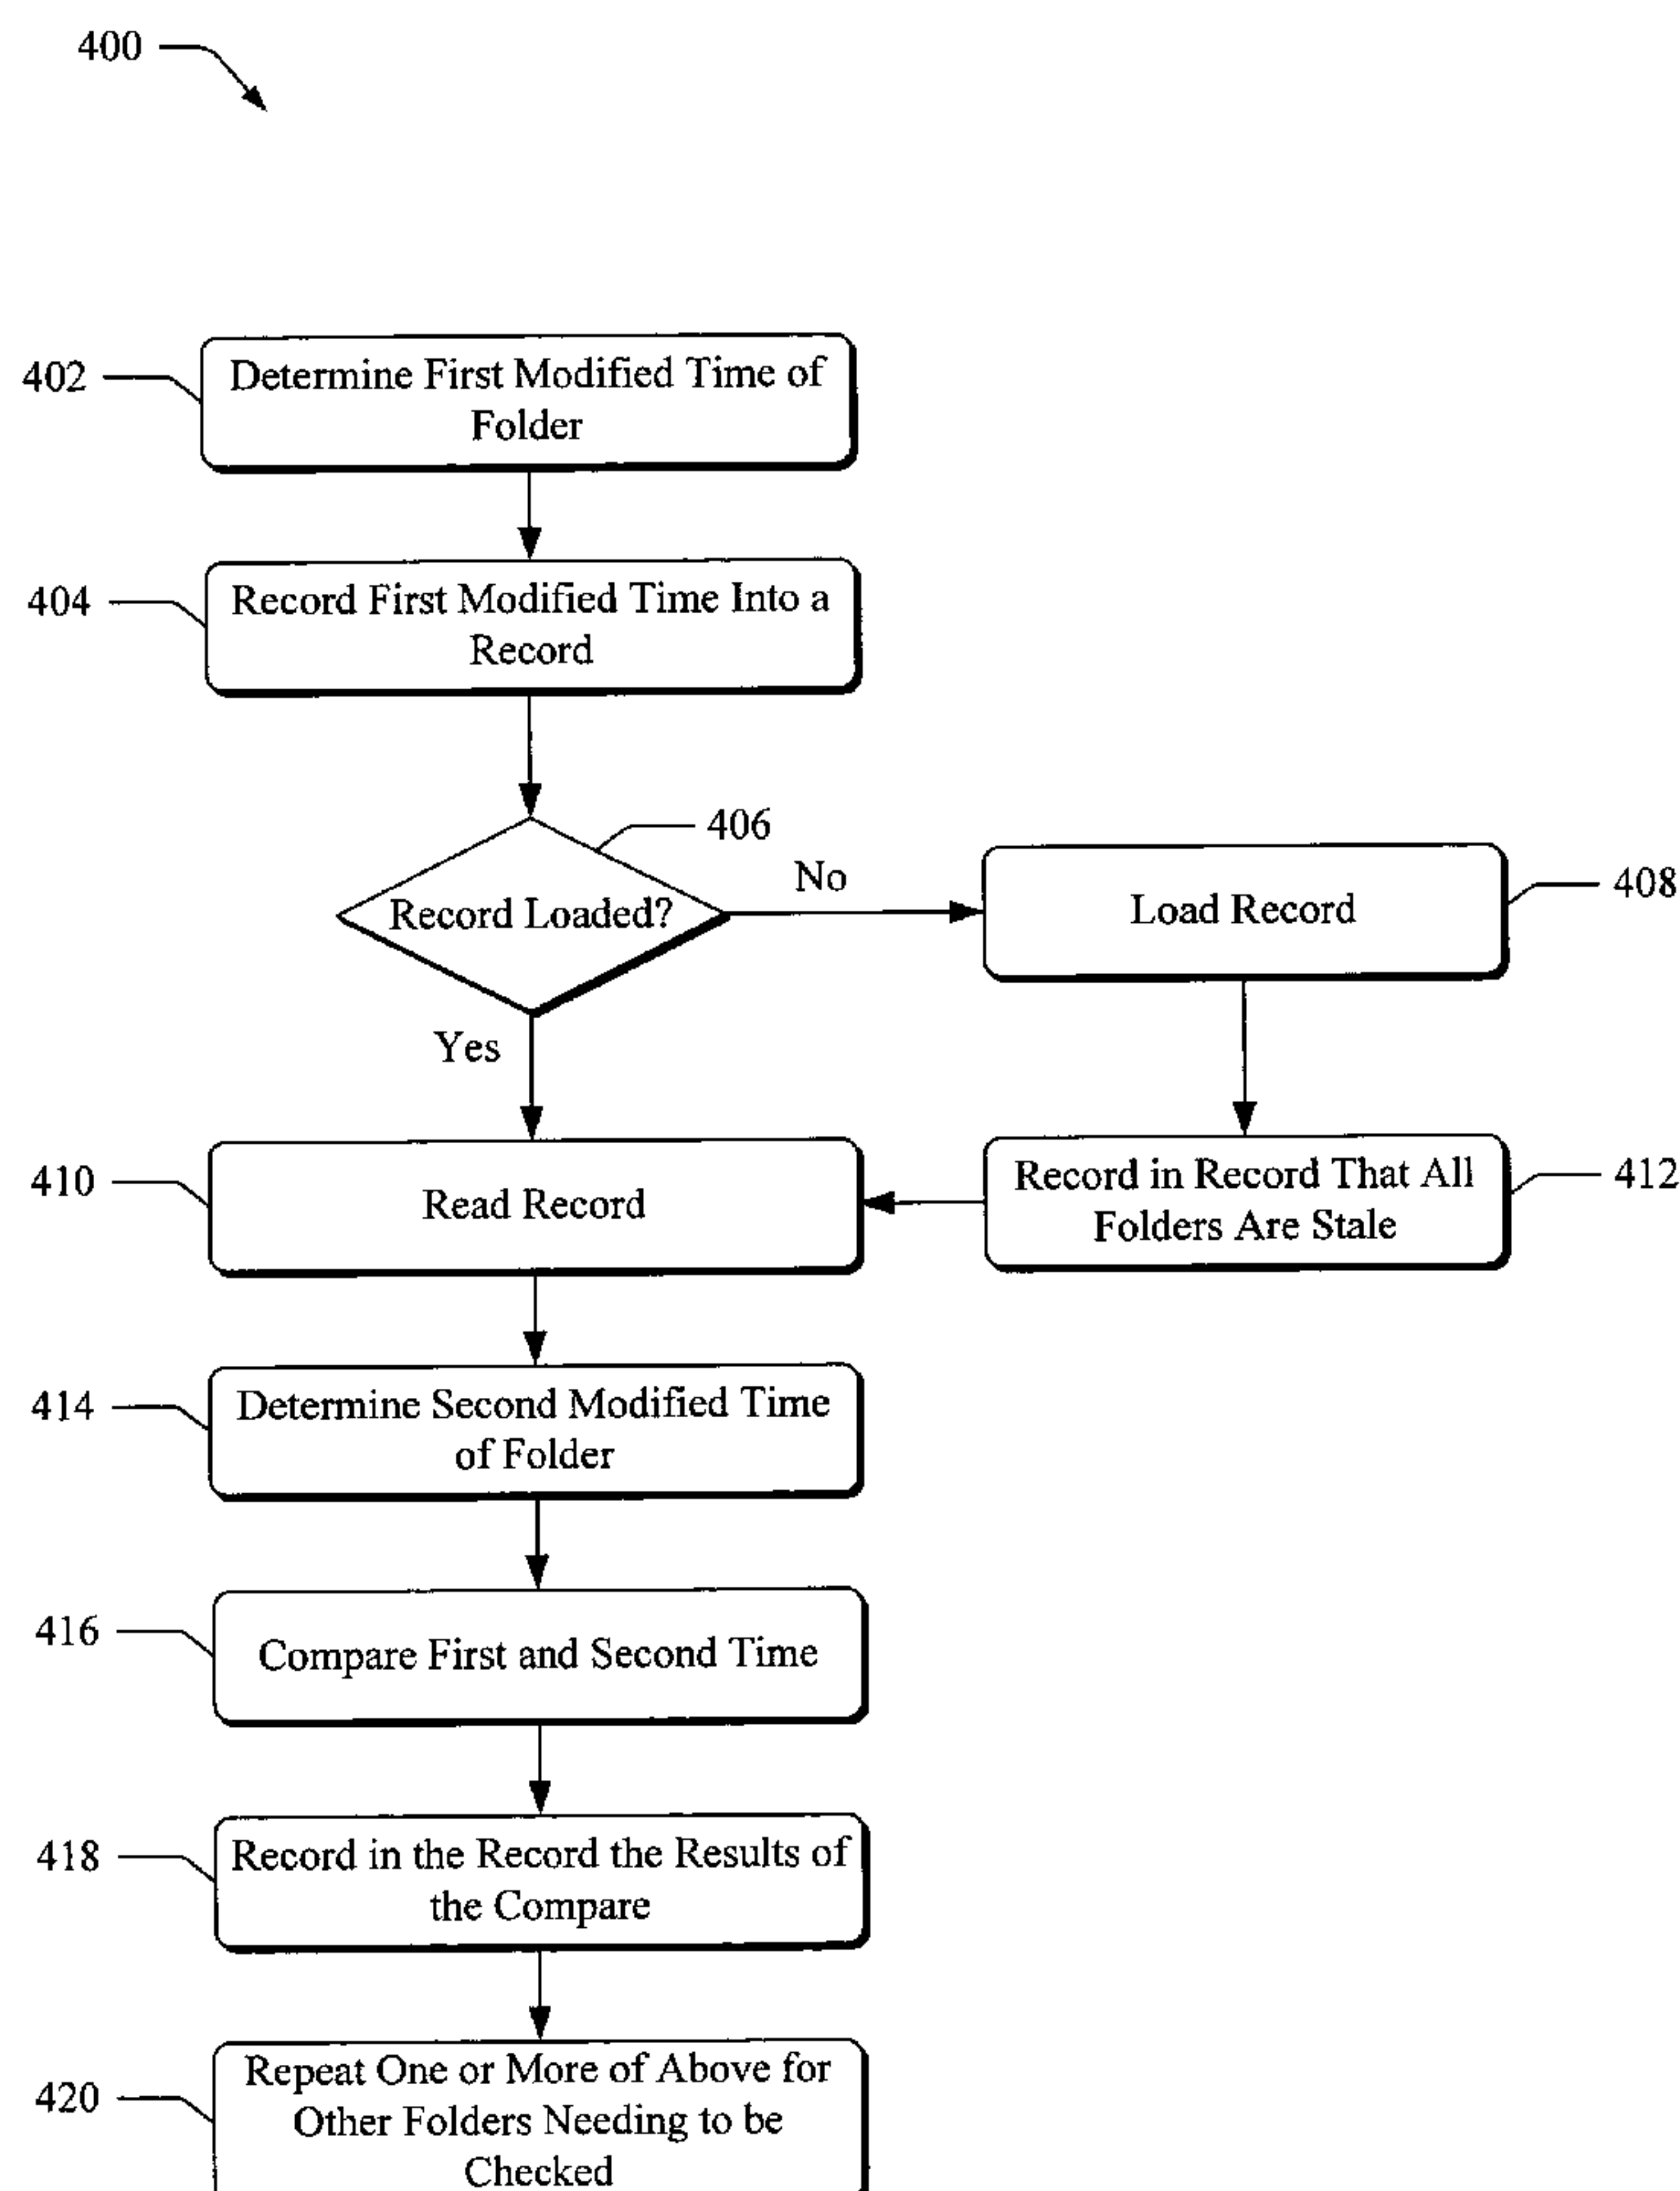 400
402
Determine First Modified Time of
Folder
404
Record First Modified Time Into a
Record
406
Record Loaded?
No
Load Record
408
Yes
410
Read Record
Record in Record That All
Folders Are Stale
412
414
Determine Second Modified Time
of Folder
416
Compare First and Second Time
418
Record in the Record the Results of
the Compare
420
Repeat One or More of Above for
Other Folders Needing to be
Checked